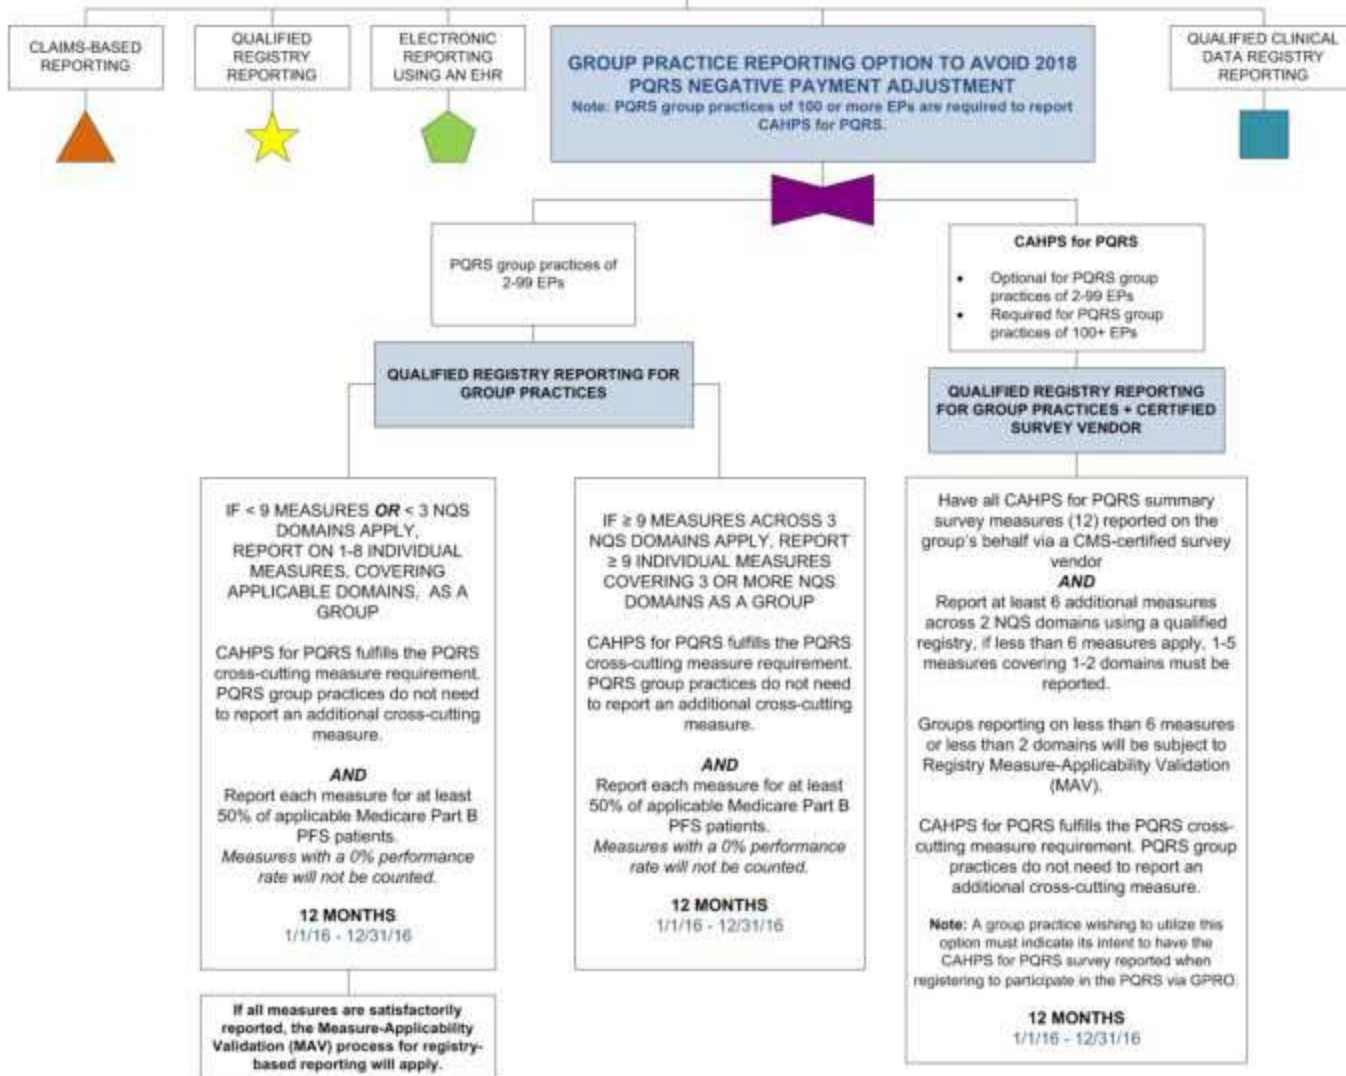 CLAIMS-BASED
REPORTING
QUALIFIED
REGISTRY
REPORTING
ELECTRONIC
REPORTING
USING AN EHR
GROUP PRACTICE REPORTING OPTION TO AVOID 2018
PQRS NEGATIVE PAYMENT ADJUSTMENT
Note: PQRS group practices of 100 or more EPs are required to report
CAHPS for PQRS.
QUALIFIED CLINICAL
DATA REGISTRY
REPORTING
PQRS group practices of
2-99 EPs
CAHPS for PQRS
• Optional for PQRS group
practices of 2-99 EPs
• Required for PQRS group
practices of 100+ EPs
QUALIFIED REGISTRY REPORTING FOR
GROUP PRACTICES
QUALIFIED REGISTRY REPORTING
FOR GROUP PRACTICES + CERTIFIED
SURVEY VENDOR
IF < 9 MEASURES OR < 3 NQS
DOMAINS APPLY,
REPORT ON 1-8 INDIVIDUAL
MEASURES, COVERING
APPLICABLE DOMAINS, AS A
GROUP
CAHPS for PQRS fulfills the PQRS
cross-cutting measure requirement.
PQRS group practices do not need
to report an additional cross-cutting
measure.
AND
Report each measure for at least
50% of applicable Medicare Part B
PFS patients.
Measures with a 0% performance
rate will not be counted.
12 MONTHS
1/1/16 - 12/31/16
If all measures are satisfactorily
reported, the Measure-Applicability
Validation (MAV) process for registry-
based reporting will apply.
IF ≥ 9 MEASURES ACROSS 3
NQS DOMAINS APPLY, REPORT
≥ 9 INDIVIDUAL MEASURES
COVERING 3 OR MORE NQS
DOMAINS AS A GROUP
CAHPS for PQRS fulfills the PQRS
cross-cutting measure requirement.
PQRS group practices do not need
to report an additional cross-cutting
measure.
AND
Report each measure for at least
50% of applicable Medicare Part B
PFS patients.
Measures with a 0% performance
rate will not be counted.
12 MONTHS
1/1/16 - 12/31/16
Have all CAHPS for PQRS summary
survey measures (12) reported on the
group's behalf via a CMS-certified survey
vendor
AND
Report at least 6 additional measures
across 2 NQS domains using a qualified
registry, if less than 6 measures apply, 1-5
measures covering 1-2 domains must be
reported.
Groups reporting on less than 6 measures
or less than 2 domains will be subject to
Registry Measure-Applicability Validation
(MAV).
CAHPS for PQRS fulfills the PQRS cross-
cutting measure requirement. PQRS group
practices do not need to report an
additional cross-cutting measure.
Note: A group practice wishing to utilize this
option must indicate its intent to have the
CAHPS for PQRS survey reported when
registering to participate in the PQRS via GPRO.
12 MONTHS
1/1/16 - 12/31/16